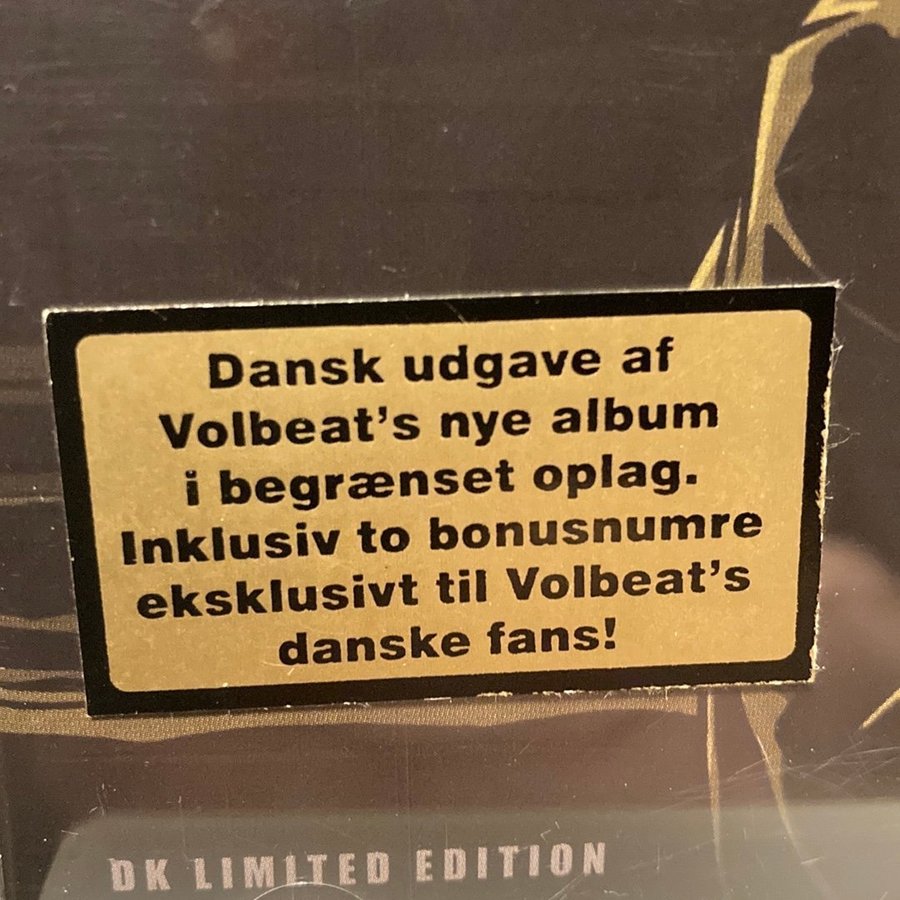 Dansk udgave af
Volbeat's nye album
i begrænset oplag.
Inklusiv to bonusnumre
eksklusivt til Volbeat's
danske fans!
DK LIMITED EDITION